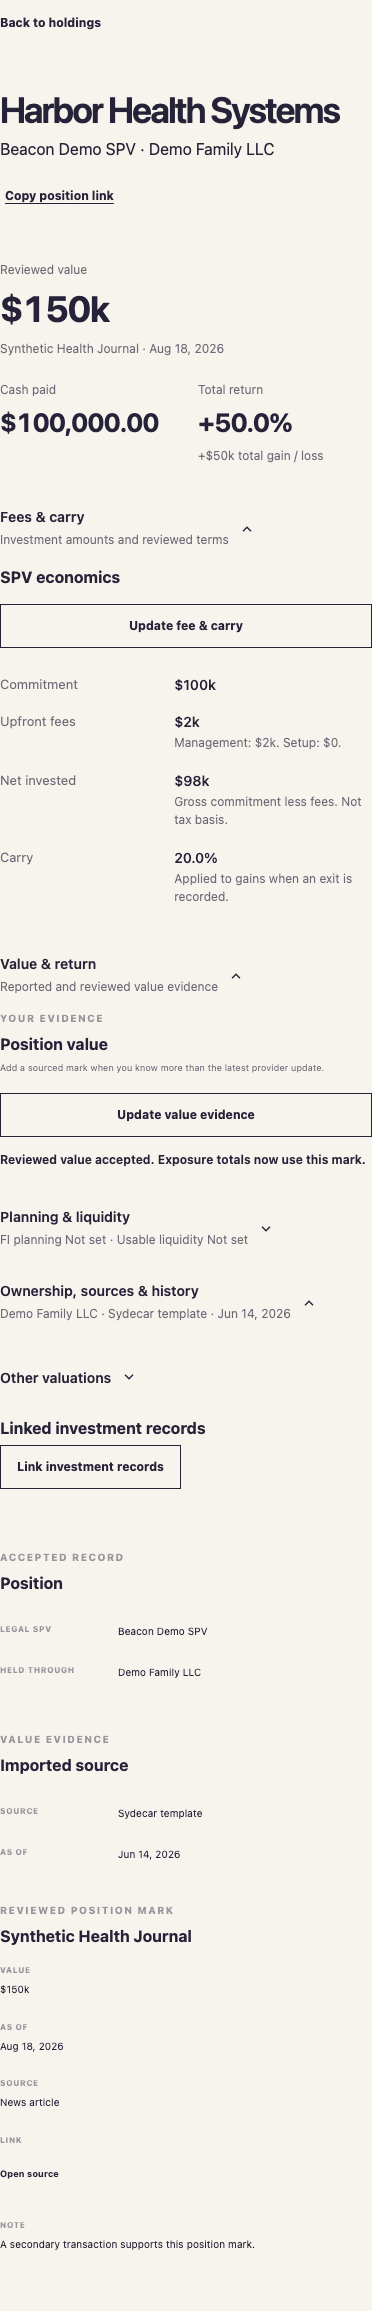 Back to holdings
Harbor Health Systems
Beacon Demo SPV · Demo Family LLC
Copy position link
Reviewed value
$150k
Synthetic Health Journal · Aug 18, 2026
Cash paid
$100,000.00
Total return
+50.0%
+$50k total gain / loss
Fees & carry
Investment amounts and reviewed terms
SPV economics
Update fee & carry
Commitment
$100k
Upfront fees
$2k
Management: $2k. Setup: $0.
Net invested
$98k
Gross commitment less fees. Not
tax basis.
Carry
20.0%
Applied to gains when an exit is
recorded.
Value & return
Reported and reviewed value evidence
YOUR EVIDENCE
Position value
Add a sourced mark when you know more than the latest provider update.
Update value evidence
Reviewed value accepted. Exposure totals now use this mark.
Planning & liquidity
FI planning Not set · Usable liquidity Not set
Ownership, sources & history
Demo Family LLC · Sydecar template · Jun 14, 2026
Other valuations
Linked investment records
Link investment records
ACCEPTED RECORD
Position
LEGAL SPV
Beacon Demo SPV
HELD THROUGH
Demo Family LLC
VALUE EVIDENCE
Imported source
SOURCE
Sydecar template
AS OF
Jun 14, 2026
REVIEWED POSITION MARK
Synthetic Health Journal
VALUE
$150k
AS OF
Aug 18, 2026
SOURCE
News article
LINK
Open source
NOTE
A secondary transaction supports this position mark.